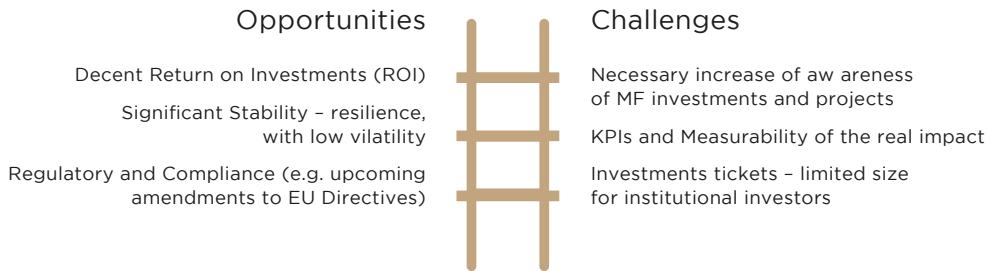 Opportunities
Decent Return on Investments (ROI)
Significant Stability – resilience,
with low vilatility
Regulatory and Compliance (e.g. upcoming
amendments to EU Directives)
Challenges
Necessary increase of aw areness
of MF investments and projects
KPIs and Measurability of the real impact
Investments tickets – limited size
for institutional investors